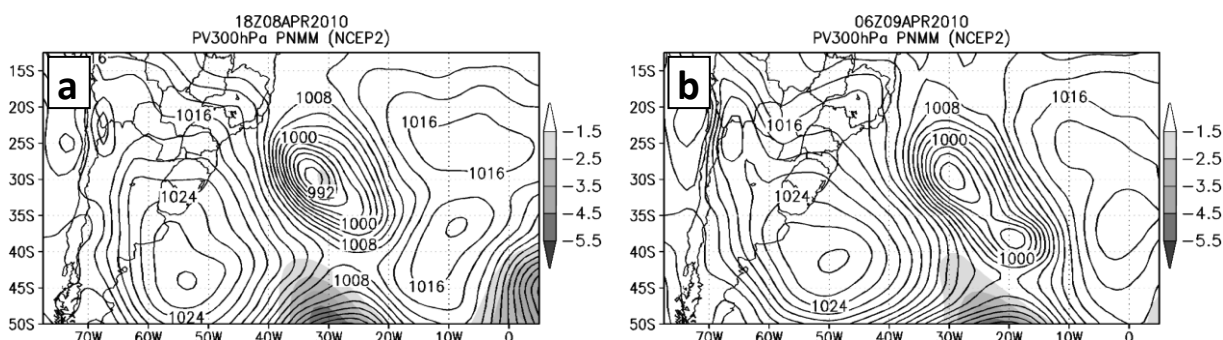 18Z08APR2010
PV300hPa PNMM (NCEP2)
a
15S
20S
25S
30S
35S
40S
45S
50S
70W
60W
50W
40W
30W
20W
10W
0
6
1016
1008
1000
992
1024
1016
1016
1000
1008
1008
1016
1016
1024
−1.5
−2.5
−3.5
−4.5
−5.5
06Z09APR2010
PV300hPa PNMM (NCEP2)
b
15S
20S
25S
30S
35S
40S
45S
50S
70W
60W
50W
40W
30W
20W
10W
0
1008
1016
1016
1000
1024
1000
1024
−1.5
−2.5
−3.5
−4.5
−5.5